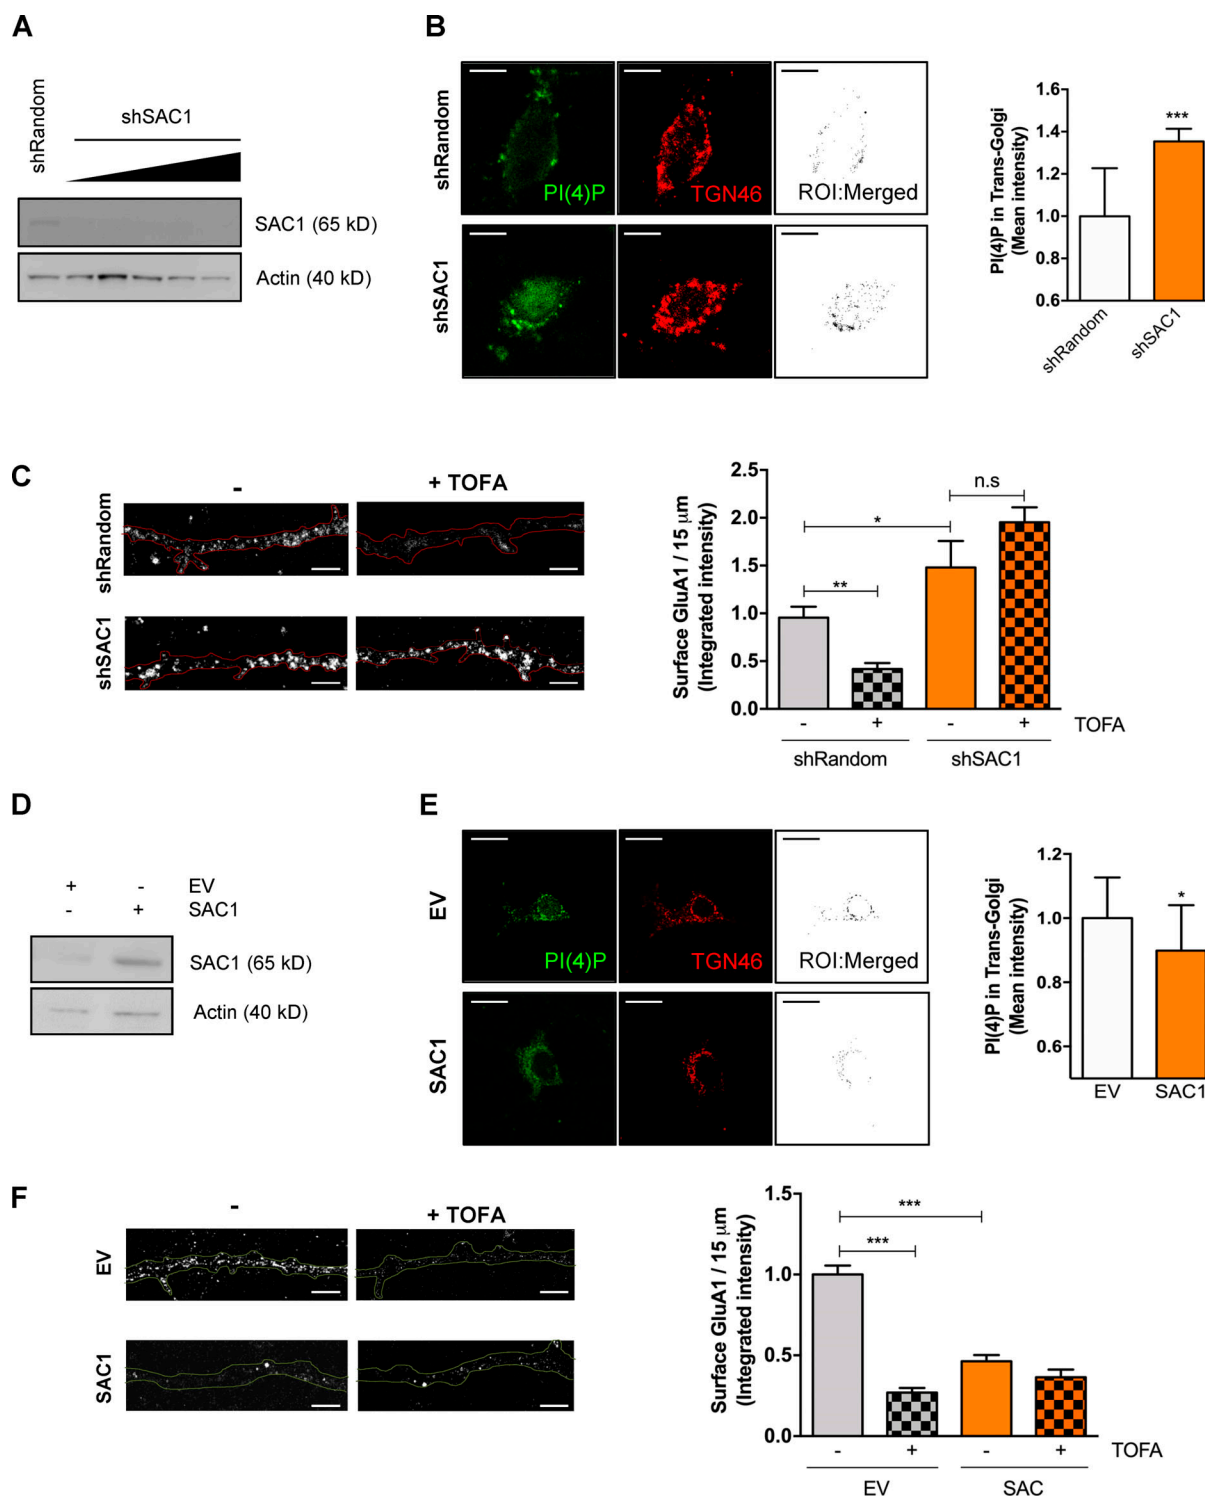 A
shRandom
shSAC1
SAC1 (65 kD)
Actin (40 kD)
B
shRandom
PI(4)P
TGN46
ROI:Merged
shSAC1
PI(4)P in Trans-Golgi
(Mean intensity)
1.6
1.4
1.2
1.0
0.8
0.6
***
shRandom
shSAC1
C
-
+ TOFA
shRandom
shSAC1
Surface GluA1 / 15 μm
(Integrated intensity)
2.5
2.0
1.5
1.0
0.5
0.0
**
*
n.s
- + - + TOFA
shRandom
shSAC1
D
+ - EV
- + SAC1
SAC1 (65 kD)
Actin (40 kD)
E
EV
PI(4)P
TGN46
ROI:Merged
SAC1
PI(4)P in Trans-Golgi
(Mean intensity)
1.2
1.0
0.8
0.6
*
EV
SAC1
F
-
+ TOFA
EV
SAC1
Surface GluA1 / 15 μm
(Integrated intensity)
1.5
1.0
0.5
0.0
***
***
- + - + TOFA
EV
SAC